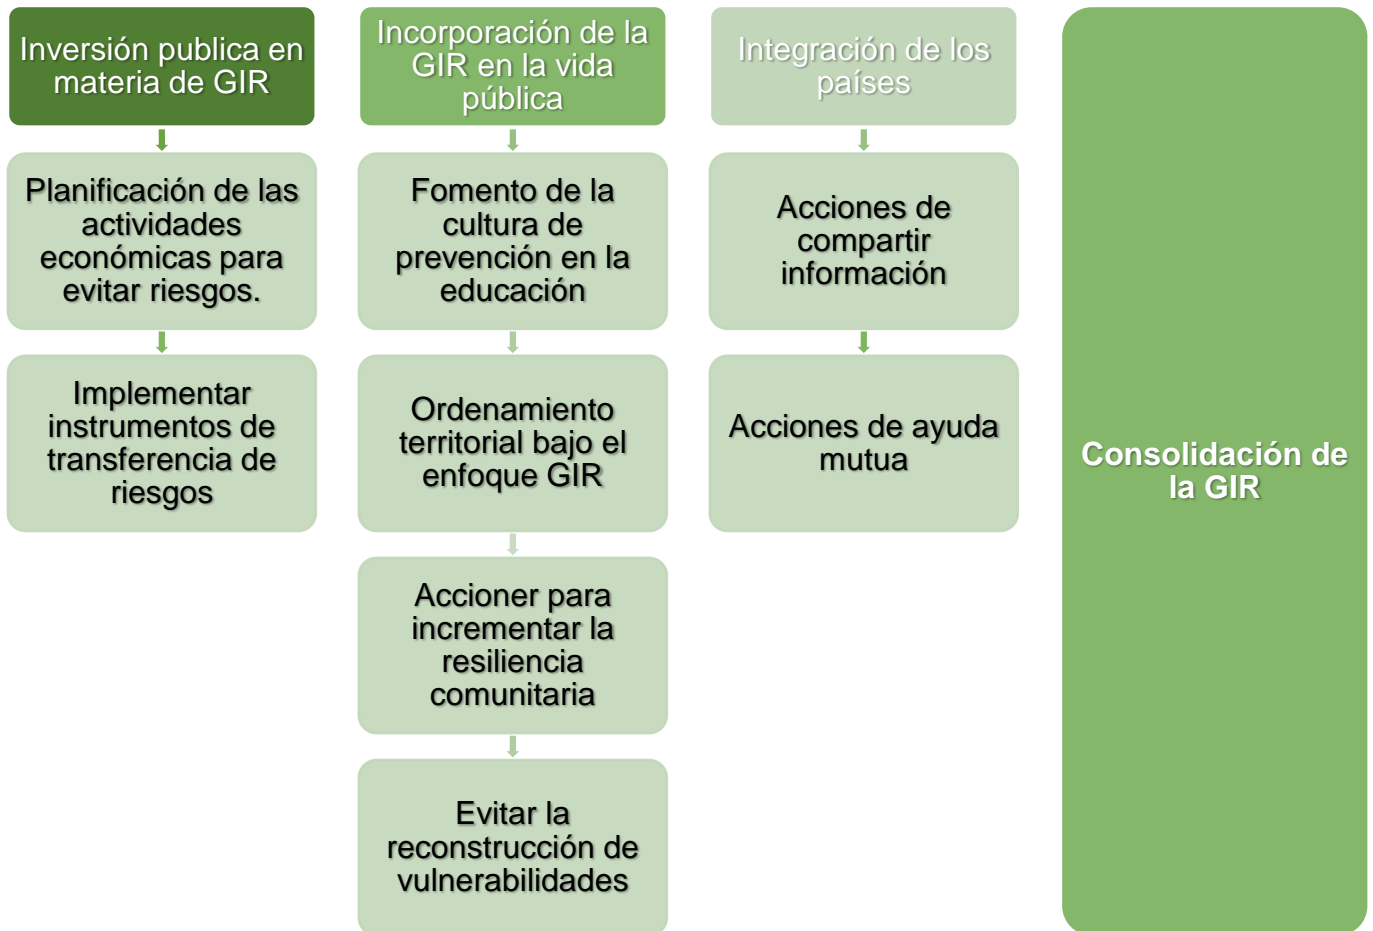 Inversión publica en
materia de GIR
Planificación de las
actividades
económicas para
evitar riesgos.
Implementar
instrumentos de
transferencia de
riesgos
Incorporación de la
GIR en la vida
pública
Fomento de la
cultura de
prevención en la
educación
Ordenamiento
territorial bajo el
enfoque GIR
Accioner para
incrementar la
resiliencia
comunitaria
Evitar la
reconstrucción de
vulnerabilidades
Integración de los
países
Acciones de
compartir
información
Acciones de ayuda
mutua
Consolidación de
la GIR